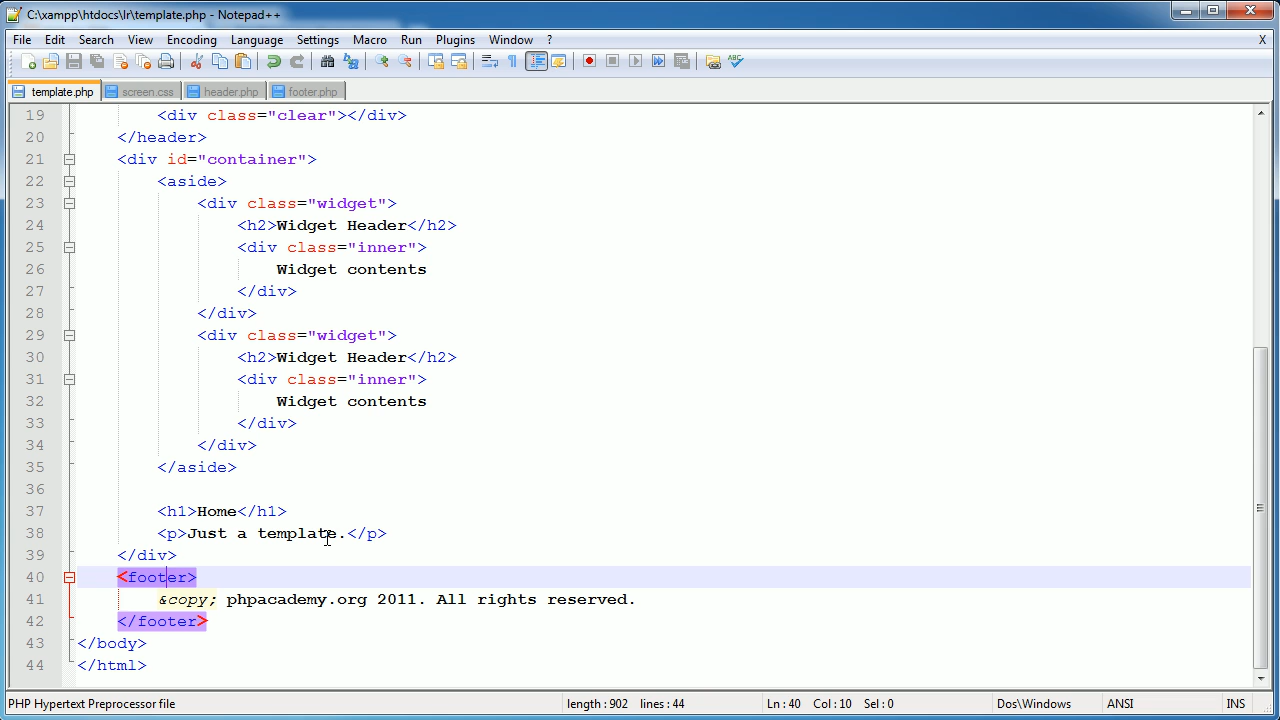 C:\xampp\htdocs\lr\template.php - Notepad++
File Edit Search View Encoding Language Settings Macro Run Plugins Window ? X
template.php screen.css header.php footer.php
19 <div class="clear"></div>
20 </header>
21 <div id="container">
22 <aside>
23 <div class="widget">
24 <h2>Widget Header</h2>
25 <div class="inner">
26 Widget contents
27 </div>
28 </div>
29 <div class="widget">
30 <h2>Widget Header</h2>
31 <div class="inner">
32 Widget contents
33 </div>
34 </div>
35 </aside>
36
37 <h1>Home</h1>
38 <p>Just a template.</p>
39 </div>
40 <footer>
41 &copy; phpacademy.org 2011. All rights reserved.
42 </footer>
43 </body>
44 </html>
PHP Hypertext Preprocessor file length : 902 lines : 44 Ln : 40 Col : 10 Sel : 0 Dos\Windows ANSI INS